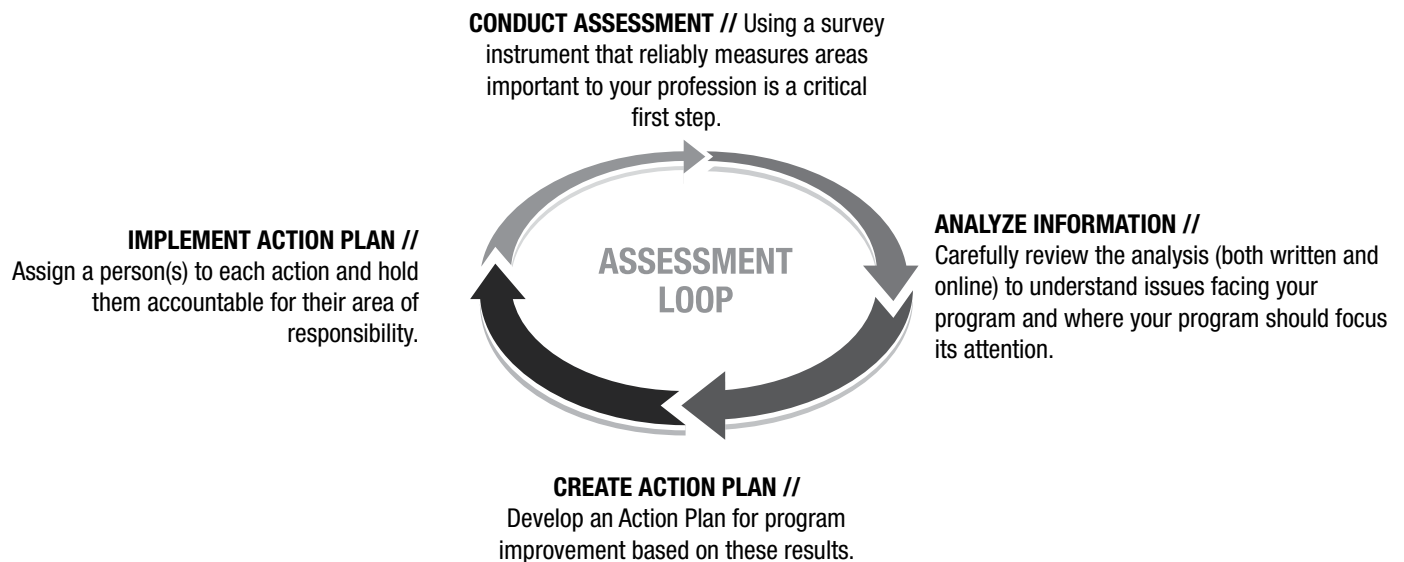 CONDUCT ASSESSMENT // Using a survey
instrument that reliably measures areas
important to your profession is a critical
first step.
ANALYZE INFORMATION //
Carefully review the analysis (both written and
online) to understand issues facing your
program and where your program should focus
its attention.
CREATE ACTION PLAN //
Develop an Action Plan for program
improvement based on these results.
IMPLEMENT ACTION PLAN //
Assign a person(s) to each action and hold
them accountable for their area of
responsibility.
ASSESSMENT
LOOP